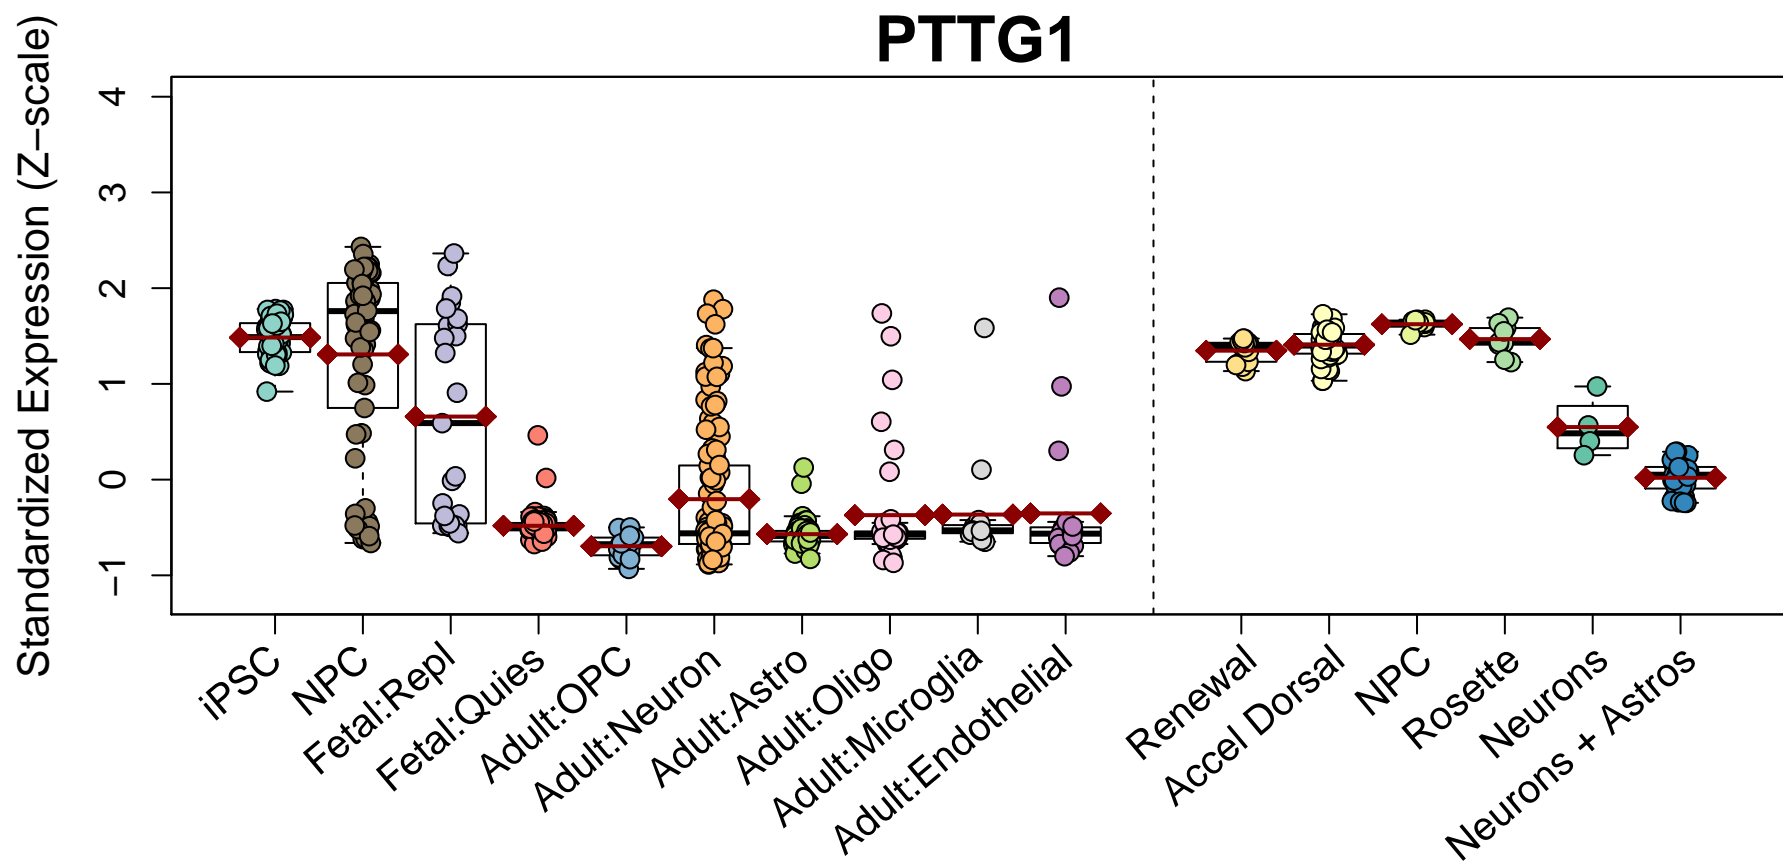 PTTG1
Standardized Expression (Z−scale)
4
3
2
1
0
−1
iPSC
NPC
Fetal:Repl
Fetal:Quies
Adult:OPC
Adult:Neuron
Adult:Astro
Adult:Oligo
Adult:Microglia
Adult:Endothelial
Renewal
Accel Dorsal
NPC
Rosette
Neurons
Neurons + Astros